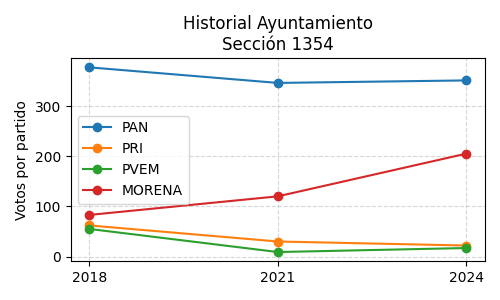 Historial Ayuntamiento
Sección 1354
Votos por partido
300
200
100
0
PAN
PRI
PVEM
MORENA
2018
2021
2024